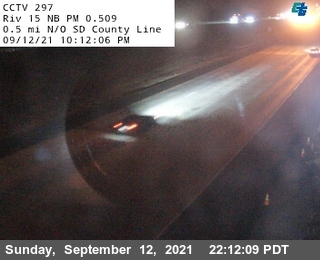 CCTV 297
Riv 15 NB PM 0.509
0.5 mi N/O SD County Line
09/12/21 10:12:06 PM
Sunday, September 12, 2021 22:12:09 PDT